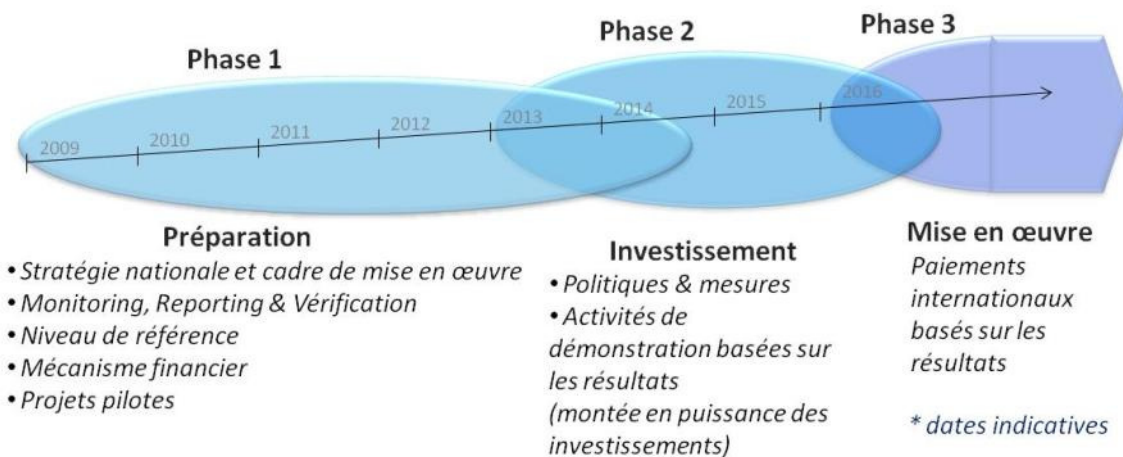 Phase 1
Phase 2
Phase 3
2009
2010
2011
2012
2013
2014
2015
2016
Préparation
• Stratégie nationale et cadre de mise en œuvre
• Monitoring, Reporting & Vérification
• Niveau de référence
• Mécanisme financier
• Projets pilotes
Investissement
• Politiques & mesures
• Activités de
démonstration basées sur
les résultats
(montée en puissance des
investissements)
Mise en œuvre
Paiements
internationaux
basés sur les
résultats
* dates indicatives